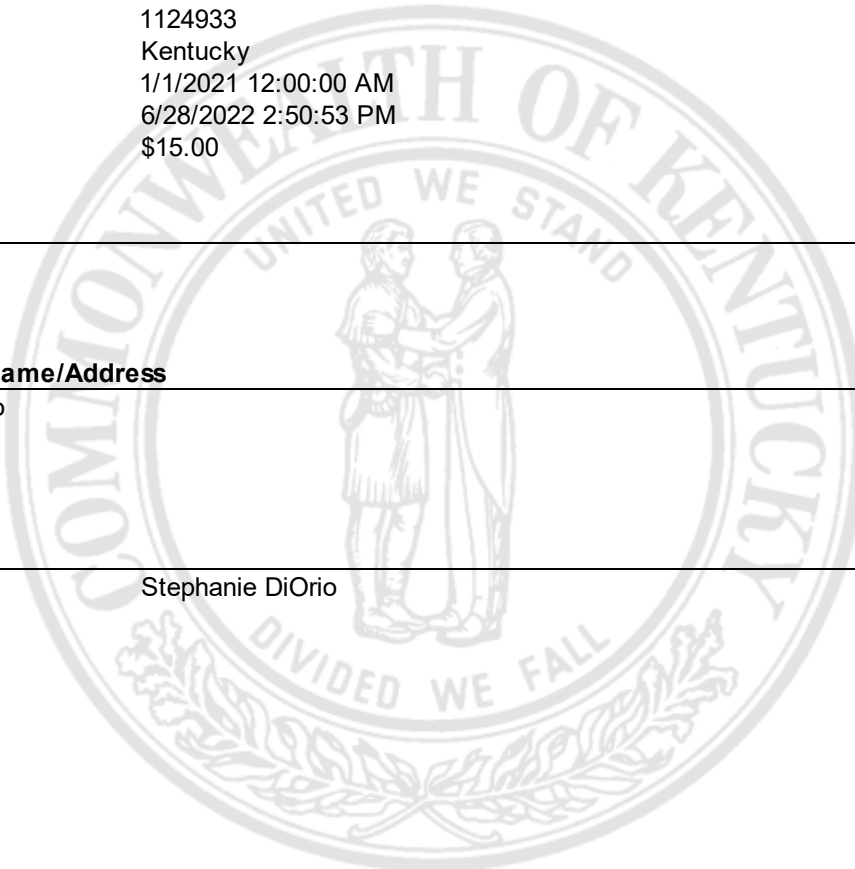 1124933
Kentucky
1/1/2021 12:00:00 AM
6/28/2022 2:50:53 PM
$15.00
COMMONWEALTH OF KENTUCKY
UNITED WE STAND
ame/Address
o
Stephanie DiOrio
DIVIDED WE FALL